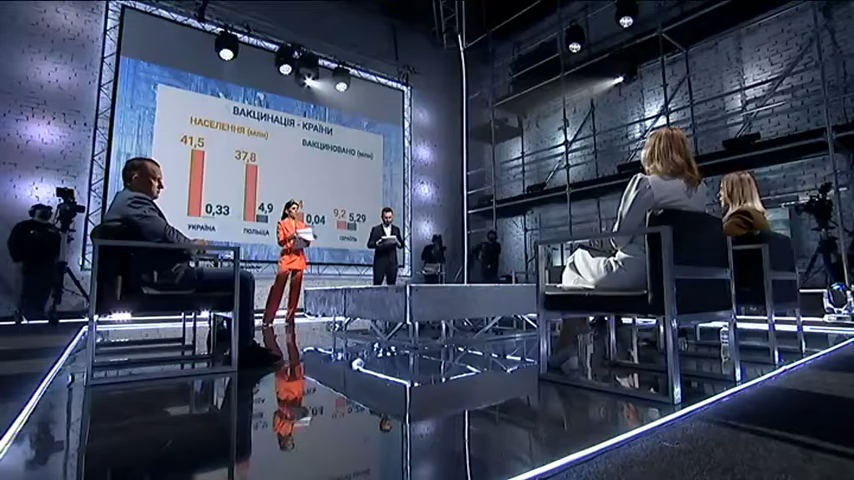 ВАКЦИНАЦІЯ - КРАЇНИ
НАСЕЛЕННЯ (млн)
ВАКЦИНОВАНО (млн)
41,5
37,8
0,33
4,9
0,04
9,2
5,29
УКРАЇНА
ПОЛЬЩА
ІЗРАЇЛЬ